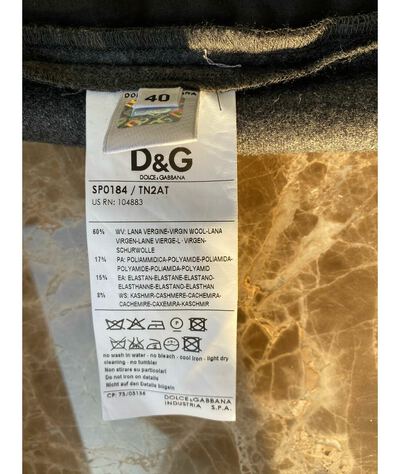 40
D&G
DOLCE&GABBANA
SP0184 / TN2AT
US RN: 104883
60% WV: LANA VERGINE-VIRGIN WOOL-LANA
VIRGEN-LAINE VIERGE-L· VIRGEN-
SCHURWOLLE
17% PA: POLIAMMIDICA-POLYAMIDE-POLIAMIDA-
POLYAMIDE-POLIAMIDA-POLYAMID
15% EA: ELASTAN-ELASTANE-ELASTANO-
ELASTHANNE-ELASTANO-ELASTHAN
8% WS: KASHMIR-CASHMERE-CACHEMIRA-
CACHEMIRE-CAXEMIRA-KASCHMIR
no wash in water - no bleach - cool iron - light dry
cleaning - no tumbler
Non stirare su particolari
Do not iron on details
Nicht auf den Details bügeln
CP: 73/03136
DOLCE&GABBANA
INDUSTRIA S.P.A.